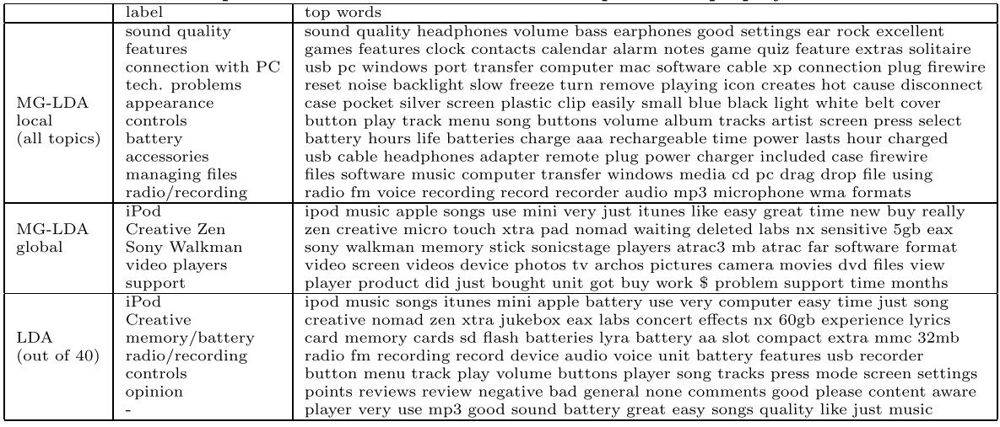 label top words
sound quality sound quality headphones volume bass earphones good settings ear rock excellent
features games features clock contacts calendar alarm notes game quiz feature extras solitaire
connection with PC usb pc windows port transfer computer mac software cable xp connection plug firewire
tech. problems reset noise backlight slow freeze turn remove playing icon creates hot cause disconnect
MG-LDA appearance case pocket silver screen plastic clip easily small blue black light white belt cover
local controls button play track menu song buttons volume album tracks artist screen press select
(all topics) battery battery hours life batteries charge aaa rechargeable time power lasts hour charged
accessories usb cable headphones adapter remote plug power charger included case firewire
managing files files software music computer transfer windows media cd pc drag drop file using
radio/recording radio fm voice recording record recorder audio mp3 microphone wma formats
iPod ipod music apple songs use mini very just itunes like easy great time new buy really
MG-LDA Creative Zen zen creative micro touch xtra pad nomad waiting deleted labs nx sensitive 5gb eax
global Sony Walkman sony walkman memory stick sonicstage players atrac3 mb atrac far software format
video players video screen videos device photos tv archos pictures camera movies dvd files view
support player product did just bought unit got buy work $ problem support time months
iPod ipod music songs itunes mini apple battery use very computer easy time just song
Creative creative nomad zen xtra jukebox eax labs concert effects nx 60gb experience lyrics
LDA memory/battery card memory cards sd flash batteries lyra battery aa slot compact extra mmc 32mb
(out of 40) radio/recording radio fm recording record device audio voice unit battery features usb recorder
controls button menu track play volume buttons player song tracks press mode screen settings
opinion points reviews review negative bad general none comments good please content aware
- player very use mp3 good sound battery great easy songs quality like just music